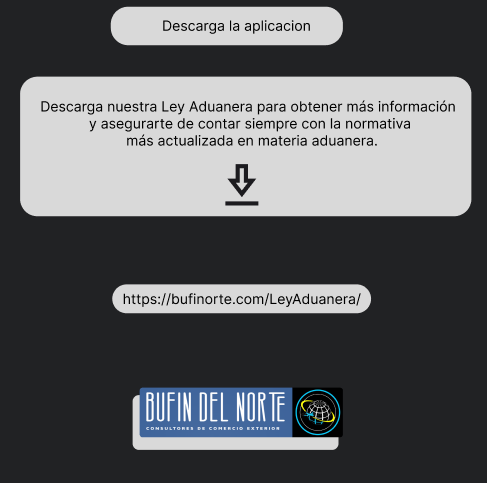 Descarga la aplicacion
Descarga nuestra Ley Aduanera para obtener más información
y asegurarte de contar siempre con la normativa
más actualizada en materia aduanera.
https://bufinorte.com/LeyAduanera/
BUFIN DEL NORTE
CONSULTORES DE COMERCIO EXTERIOR